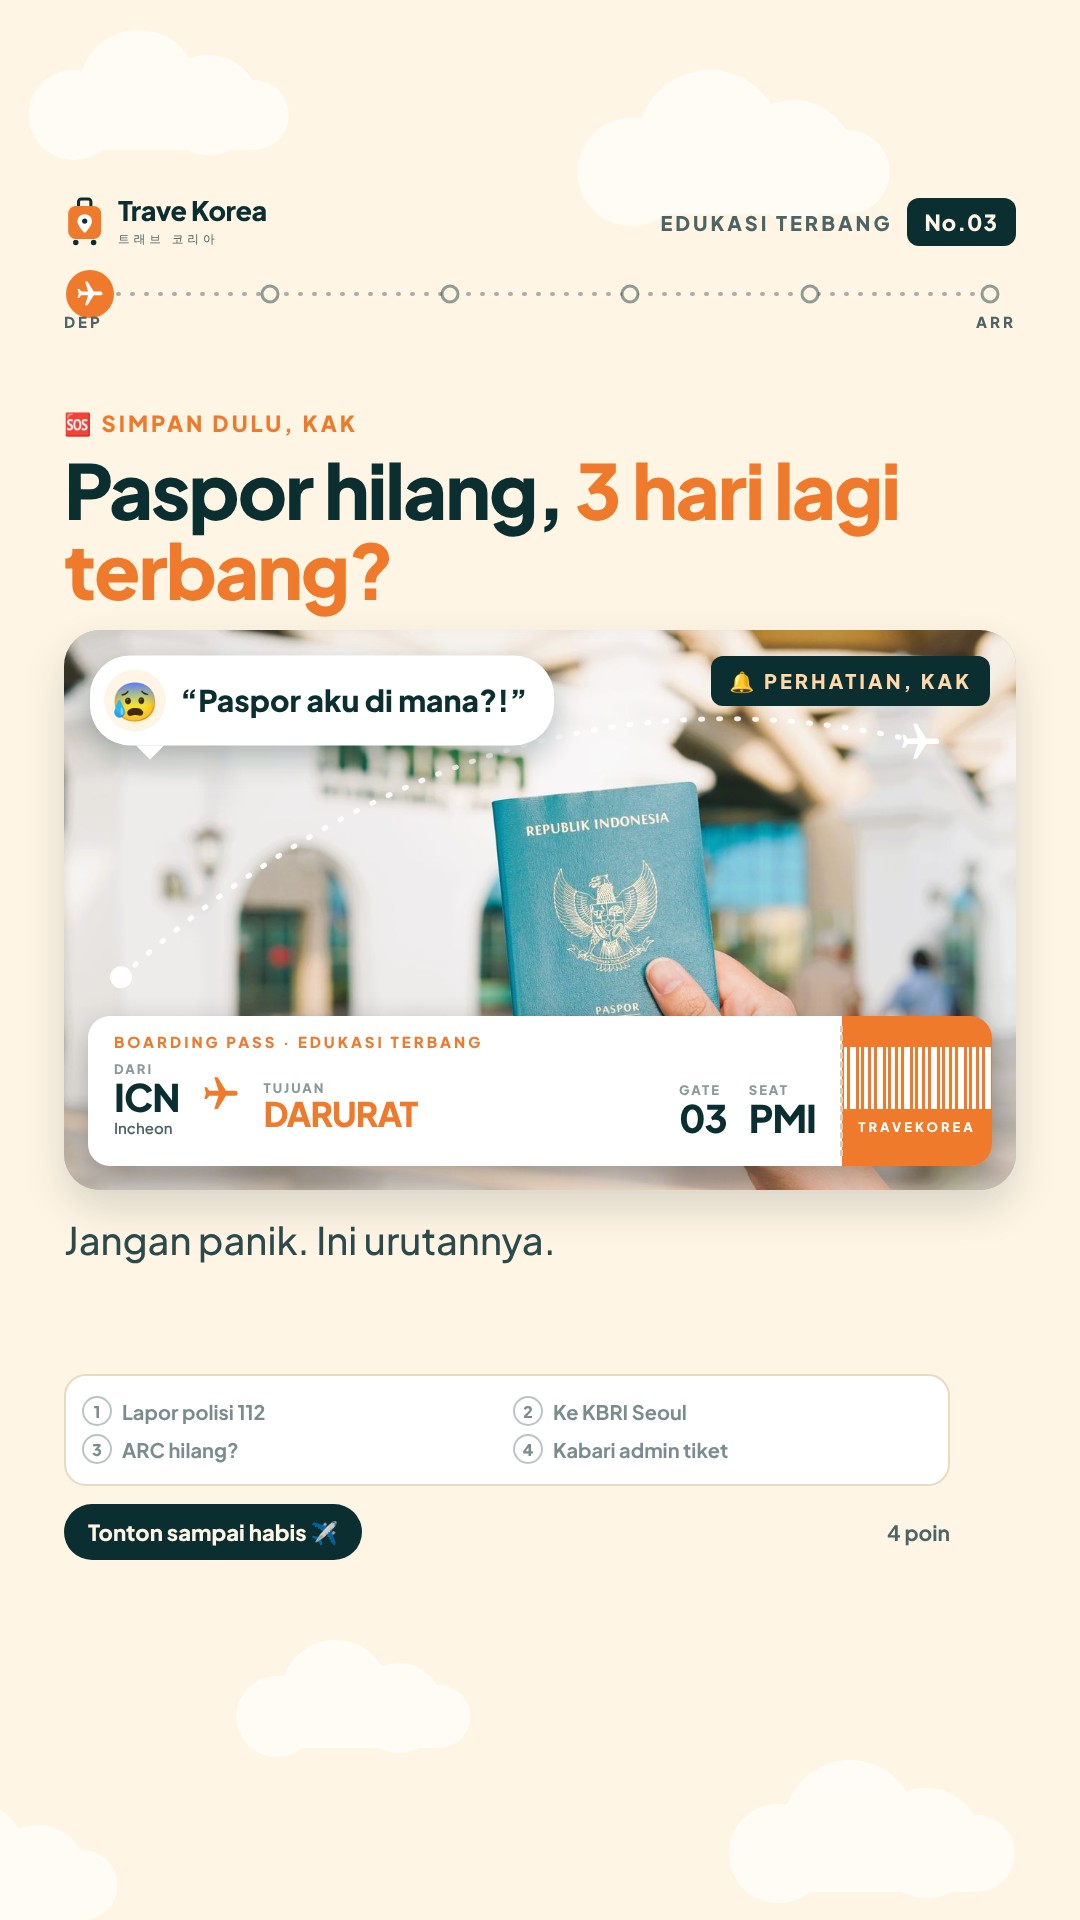 Trave Korea
트래브 코리아
EDUKASI TERBANG
No.03
DEP
ARR
🆘 SIMPAN DULU, KAK
Paspor hilang, 3 hari lagi
terbang?
😰 “Paspor aku di mana?!”
🔔 PERHATIAN, KAK
REPUBLIK INDONESIA
PASPOR
BOARDING PASS · EDUKASI TERBANG
DARI
ICN
Incheon
TUJUAN
DARURAT
GATE
03
SEAT
PMI
TRAVEKOREA
Jangan panik. Ini urutannya.
1 Lapor polisi 112
2 Ke KBRI Seoul
3 ARC hilang?
4 Kabari admin tiket
Tonton sampai habis ✈️
4 poin